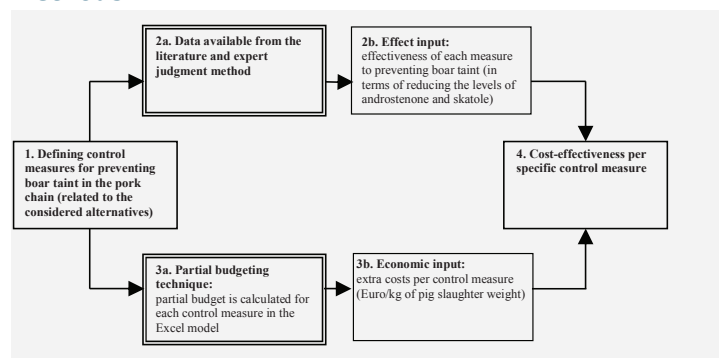 2a. Data available from the
literature and expert
judgment method
2b. Effect input:
effectiveness of each measure
to preventing boar taint (in
terms of reducing the levels of
androstenone and skatole)
1. Defining control
measures for preventing
boar taint in the pork
chain (related to the
considered alternatives)
4. Cost-effectiveness per
specific control measure
3a. Partial budgeting
technique:
partial budget is calculated for
each control measure in the
Excel model
3b. Economic input:
extra costs per control measure
(Euro/kg of pig slaughter weight)